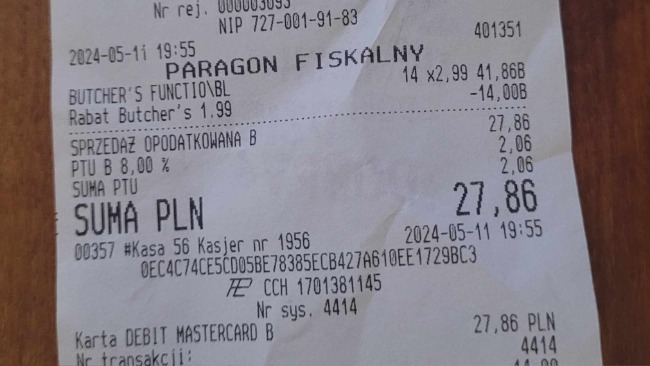 Nr rej. 000003093
NIP 727-001-91-83
401351
2024-05-11 19:55
PARAGON FISKALNY
BUTCHER'S FUNCTIO\BL 14 x2,99 41,86B
Rabat Butcher's 1.99 -14,00B
SPRZEDAŻ OPODATKOWANA B 27,86
PTU B 8,00 % 2,06
SUMA PTU 2,06
SUMA PLN 27,86
00357 #Kasa 56 Kasjer nr 1956 2024-05-11 19:55
0EC4C74CE5CD05BE78385ECB427A610EE1729BC3
CCH 1701381145
Nr sys. 4414
Karta DEBIT MASTERCARD B 27,86 PLN
Nr transakcji: 4414